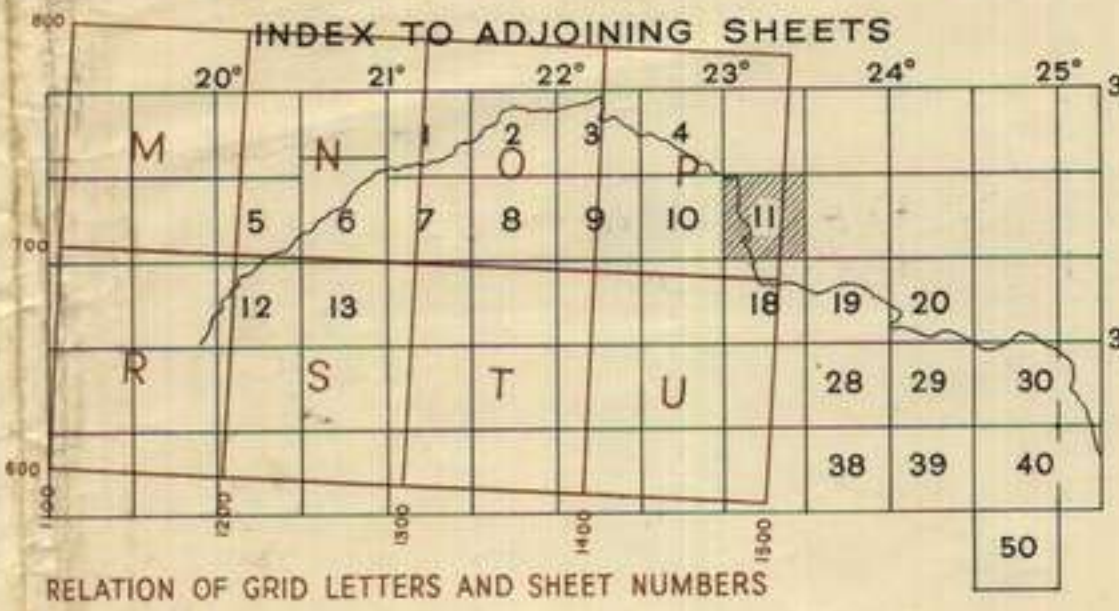 800
INDEX TO ADJOINING SHEETS
20° 21° 22° 23° 24° 25°
3
M N 1 2 3 4
O P
5 6 7 8 9 10 11
700
12 13 18 19 20
3
R S T U 28 29 30
600
38 39 40
1100 1200 1300 1400 1500
50
RELATION OF GRID LETTERS AND SHEET NUMBERS